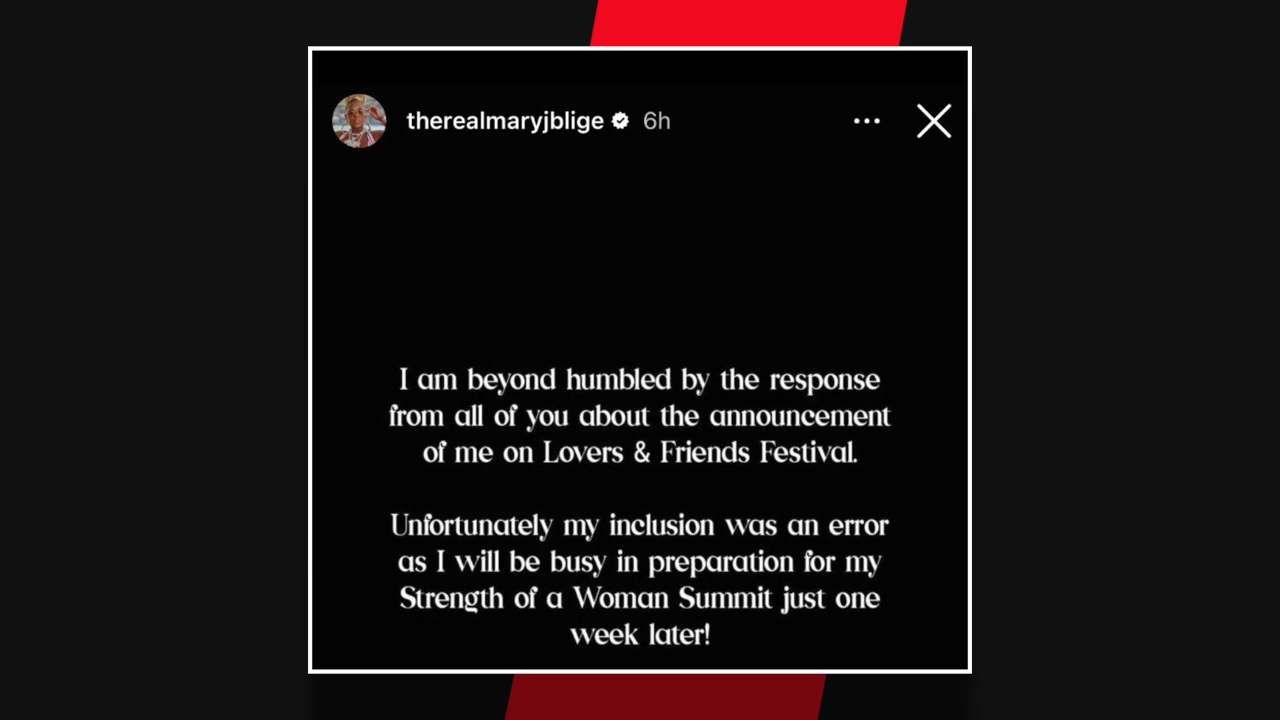 therealmaryjblige 6h
I am beyond humbled by the response
from all of you about the announcement
of me on Lovers & Friends Festival.
Unfortunately my inclusion was an error
as I will be busy in preparation for my
Strength of a Woman Summit just one
week later!